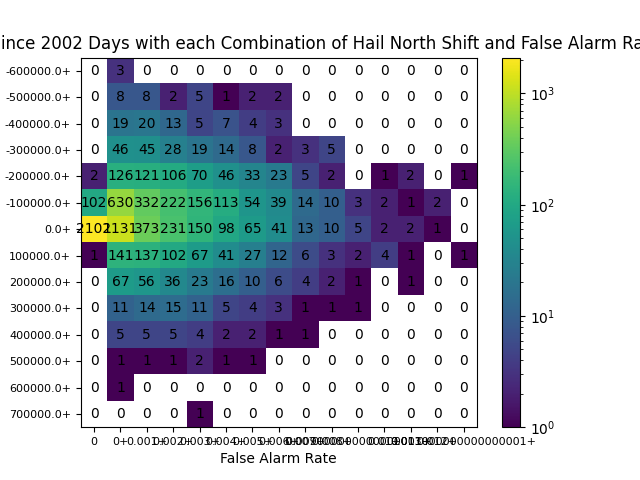 ince 2002 Days with each Combination of Hail North Shift and False Alarm Ra
-600000.0+ 0 3 0 0 0 0 0 0 0 0 0 0 0 0 0
-500000.0+ 0 8 8 2 5 1 2 2 0 0 0 0 0 0 0
-400000.0+ 0 19 20 13 5 7 4 3 0 0 0 0 0 0 0
-300000.0+ 0 46 45 28 19 14 8 2 3 5 0 0 0 0 0
-200000.0+ 2 126 121 106 70 46 33 23 5 2 0 1 2 0 1
-100000.0+ 102 630 332 222 156 113 54 39 14 10 3 2 1 2 0
0.0+ 2102 1131 373 231 150 98 65 41 13 10 5 2 2 1 0
100000.0+ 1 141 137 102 67 41 27 12 6 3 2 4 1 0 1
200000.0+ 0 67 56 36 23 16 10 6 4 2 1 0 1 0 0
300000.0+ 0 11 14 15 11 5 4 3 1 1 1 0 0 0 0
400000.0+ 0 5 5 5 4 2 2 1 1 0 0 0 0 0 0
500000.0+ 0 1 1 1 2 1 1 0 0 0 0 0 0 0 0
600000.0+ 0 1 0 0 0 0 0 0 0 0 0 0 0 0 0
700000.0+ 0 0 0 0 1 0 0 0 0 0 0 0 0 0 0
0 0+
False Alarm Rate
10³
10²
10¹
10⁰